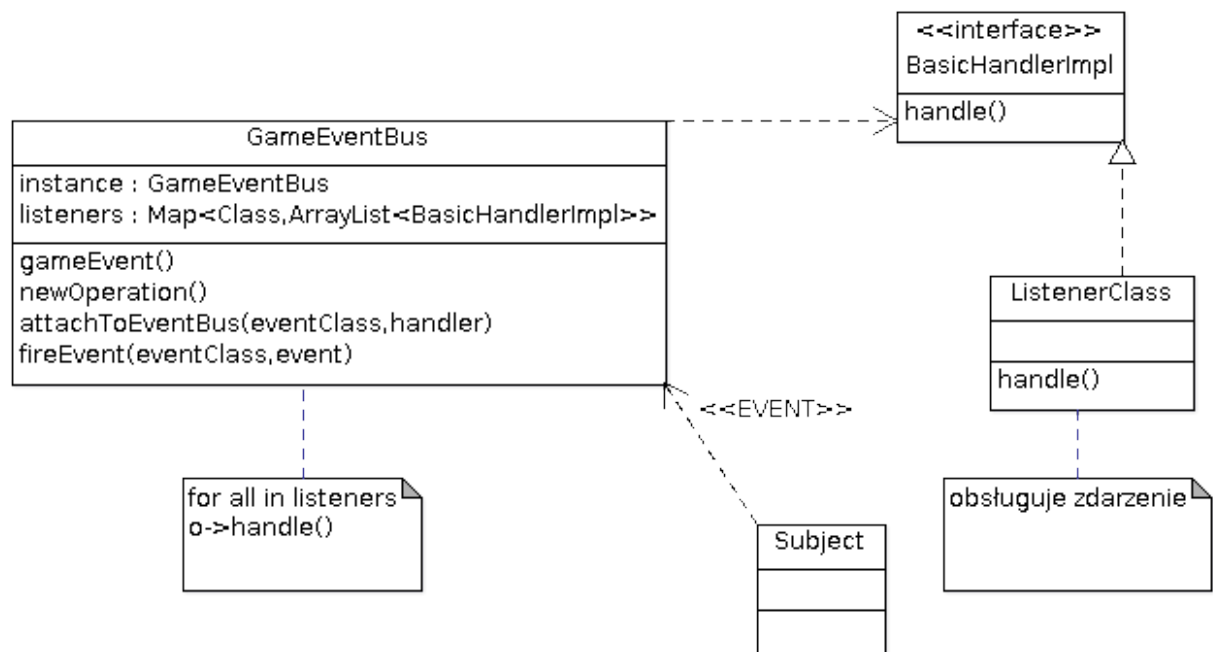 <<interface>>
BasicHandlerImpl
handle()
GameEventBus
instance : GameEventBus
listeners : Map<Class,ArrayList<BasicHandlerImpl>>
gameEvent()
newOperation()
attachToEventBus(eventClass,handler)
fireEvent(eventClass,event)
ListenerClass
handle()
<<EVENT>>
for all in listeners
o->handle()
obsługuje zdarzenie
Subject